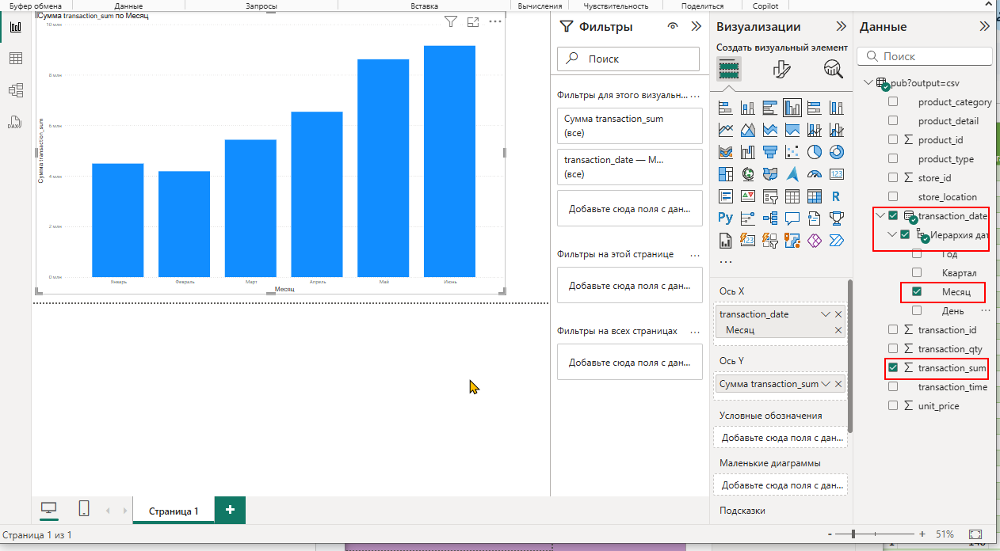 Буфер обмена
Данные
Запросы
Вставка
Вычисления
Чувствительность
Поделиться
Copilot
Сумма transaction_sum по Месяц
10 млн
8 млн
6 млн
4 млн
2 млн
0 млн
Сумма transaction_sum
Январь
Февраль
Март
Апрель
Май
Июнь
Месяц
Фильтры
Поиск
Фильтры для этого визуальн...
Сумма transaction_sum
(все)
transaction_date — М...
(все)
Добавьте сюда поля с дан...
Фильтры на этой странице
Добавьте сюда поля с дан...
Фильтры на всех страницах
Добавьте сюда поля с дан...
Визуализации
Создать визуальный элемент
123
R
Py
123
...
Ось X
transaction_date
Месяц
Ось Y
Сумма transaction_sum
Условные обозначения
Добавьте сюда поля с дан...
Маленькие диаграммы
Добавьте сюда поля с дан...
Подсказки
Данные
Поиск
pub?output=csv
product_category
product_detail
∑ product_id
product_type
∑ store_id
store_location
transaction_date
Иерархия дат
Год
Квартал
Месяц
День
∑ transaction_id
∑ transaction_qty
∑ transaction_sum
transaction_time
∑ unit_price
DAX
Страница 1
+
Страница 1 из 1
- + 51%